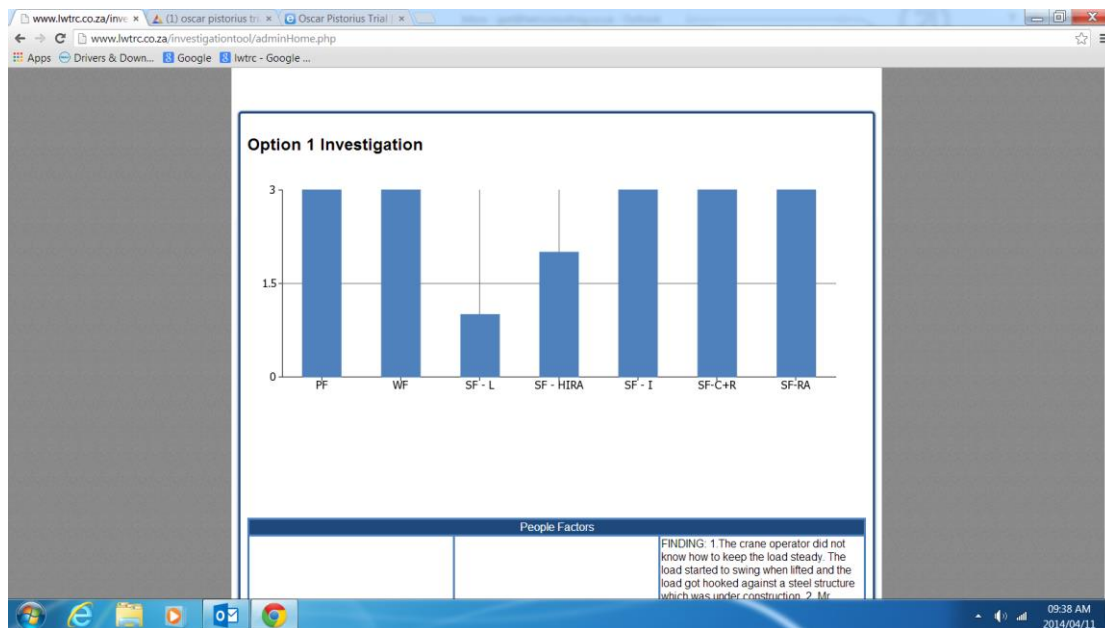 www.lwtrc.co.za/inve
(1) oscar pistorius tri
Oscar Pistorius Trial
www.lwtrc.co.za/investigationtool/adminHome.php
Apps Drivers & Down... Google lwtrc - Google ...
Option 1 Investigation
3
1.5
0
PF WF SF - L SF - HIRA SF - I SF-C+R SF-RA
People Factors
FINDING: 1.The crane operator did not
know how to keep the load steady. The
load started to swing when lifted and the
load got hooked against a steel structure
which was under construction. 2. Mr
09:38 AM
2014/04/11